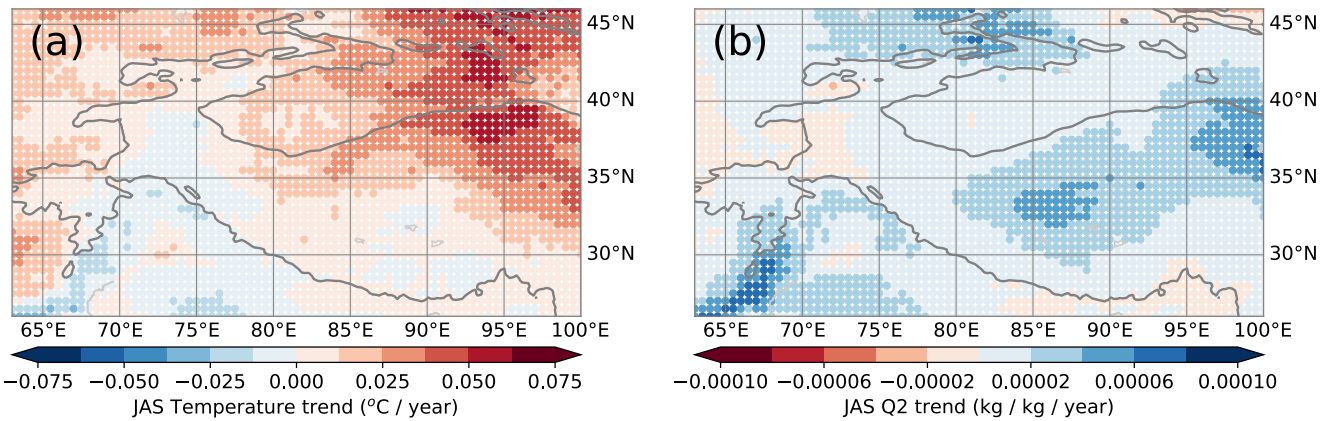 (a)
45°N
40°N
35°N
30°N
65°E 70°E 75°E 80°E 85°E 90°E 95°E 100°E
−0.075 −0.050 −0.025 0.000 0.025 0.050 0.075
JAS Temperature trend (°C / year)
(b)
45°N
40°N
35°N
30°N
65°E 70°E 75°E 80°E 85°E 90°E 95°E 100°E
−0.00010 −0.00006 −0.00002 0.00002 0.00006 0.00010
JAS Q2 trend (kg / kg / year)